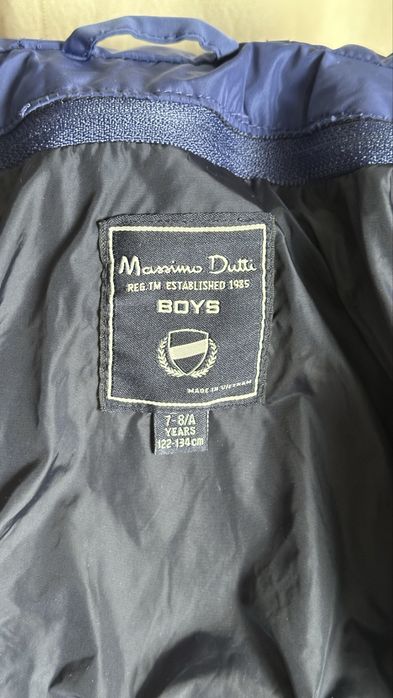 Massimo Dutti
REG.TM ESTABLISHED 1985
BOYS
MADE IN VIETNAM
7-8/A
YEARS
122-134cm